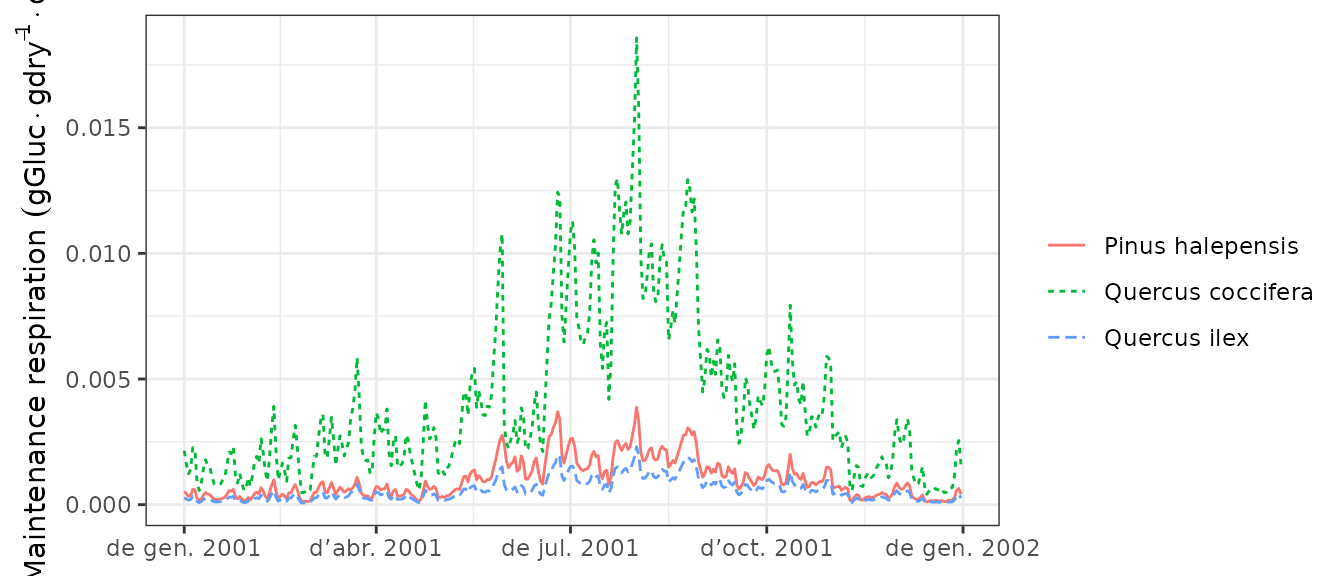 Maintenance respiration (gGluc · gdry⁻¹ ·
0.015
0.010
0.005
0.000
de gen. 2001
d’abr. 2001
de jul. 2001
d’oct. 2001
de gen. 2002
Pinus halepensis
Quercus coccifera
Quercus ilex